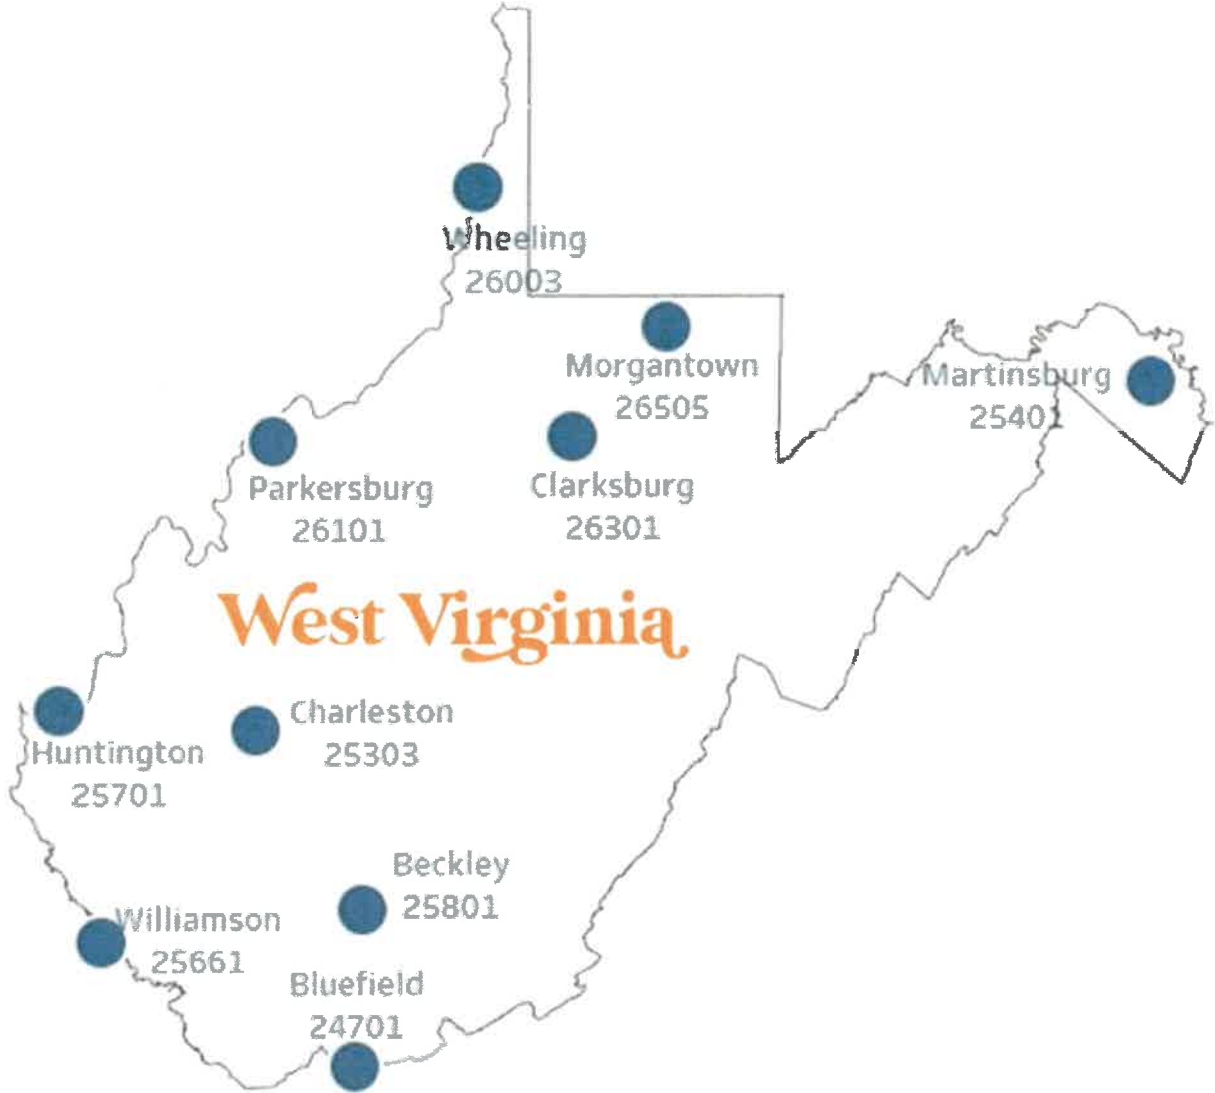 Wheeling
26003
Morgantown
26505
Martinsburg
25401
Clarksburg
26301
Parkersburg
26101
West Virginia
Charleston
25303
Huntington
25701
Beckley
25801
Williamson
25661
Bluefield
24701